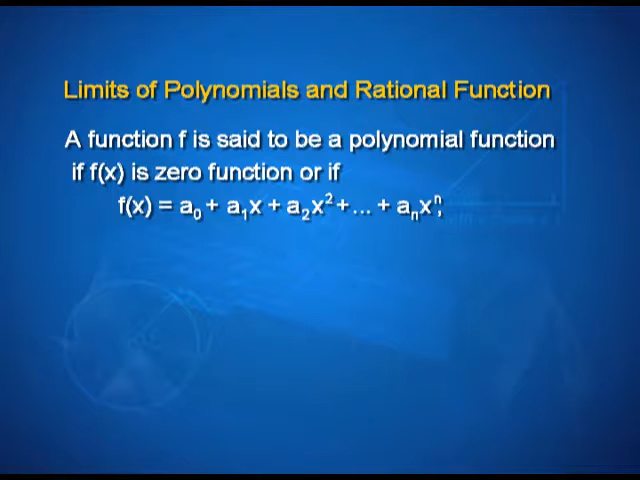 Limits of Polynomials and Rational Function
A function f is said to be a polynomial function
if f(x) is zero function or if
f(x) = a₀ + a₁x + a₂x² + ... + aₙxⁿ,